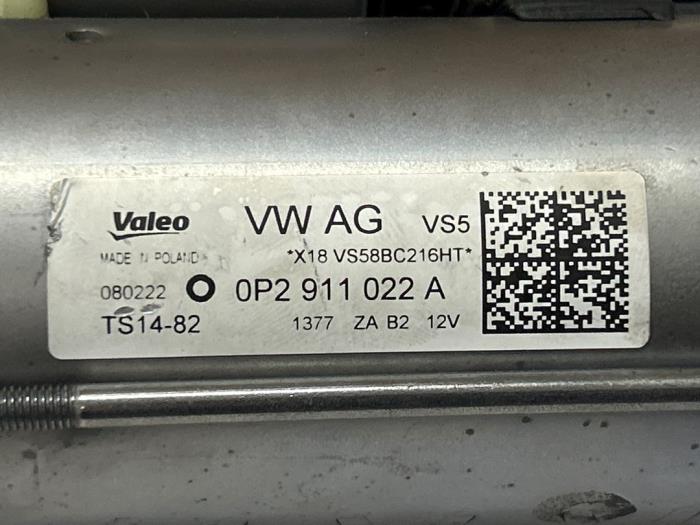 Valeo VW AG VS5
MADE IN POLAND *X18 VS58BC216HT*
080222 0P2 911 022 A
TS14-82 1377 ZA B2 12V